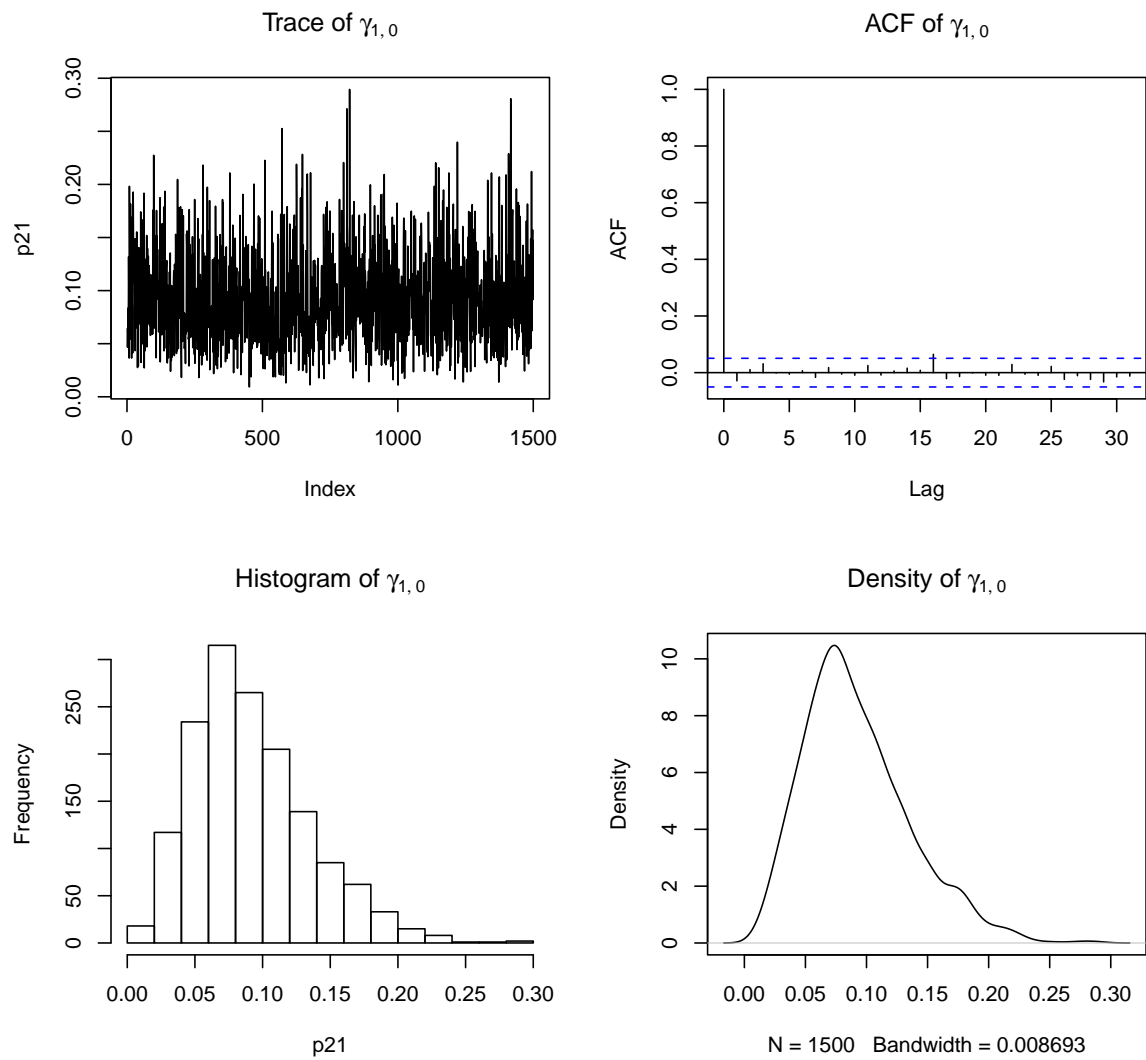 Trace of γ1, 0
p21
0.00 0.10 0.20 0.30
0 500 1000 1500
Index
ACF of γ1, 0
ACF
0.0 0.2 0.4 0.6 0.8 1.0
0 5 10 15 20 25 30
Lag
Histogram of γ1, 0
Frequency
0 50 150 250
0.00 0.05 0.10 0.15 0.20 0.25 0.30
p21
Density of γ1, 0
Density
0 2 4 6 8 10
0.00 0.05 0.10 0.15 0.20 0.25 0.30
N = 1500 Bandwidth = 0.008693